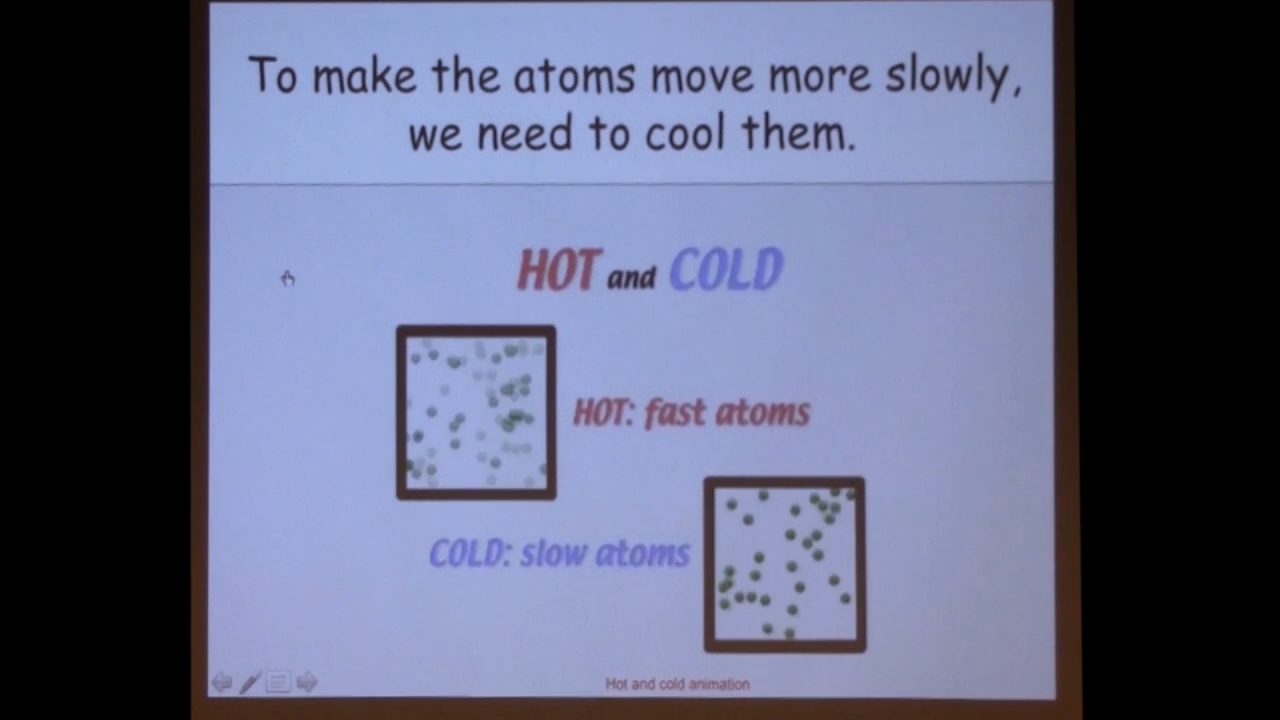 To make the atoms move more slowly,
we need to cool them.
HOT and COLD
HOT: fast atoms
COLD: slow atoms
Hot and cold animation